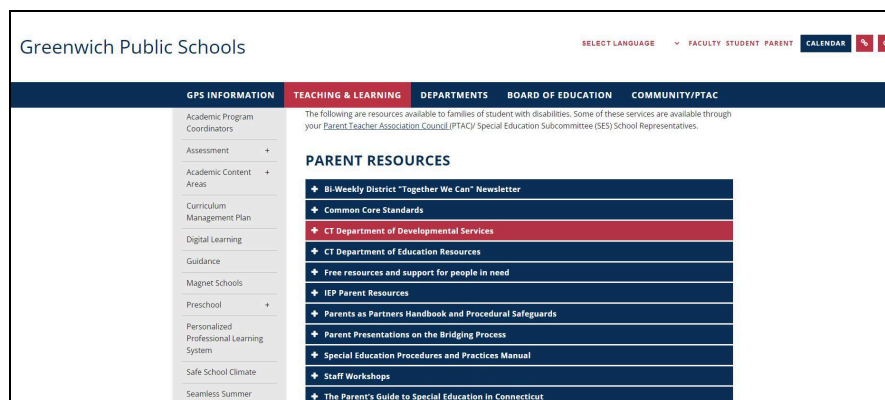 Greenwich Public Schools
SELECT LANGUAGE
FACULTY STUDENT PARENT
CALENDAR
GPS INFORMATION TEACHING & LEARNING DEPARTMENTS BOARD OF EDUCATION COMMUNITY/PTAC
Academic Program
Coordinators
Assessment +
Academic Content +
Areas
Curriculum
Management Plan
Digital Learning
Guidance
Magnet Schools
Preschool +
Personalized
Professional Learning
System
Safe School Climate
Seamless Summer
The following are resources available to families of student with disabilities. Some of these services are available through
your Parent Teacher Association Council (PTAC)/ Special Education Subcommittee (SES) School Representatives.
PARENT RESOURCES
+ Bi-Weekly District "Together We Can" Newsletter
+ Common Core Standards
+ CT Department of Developmental Services
+ CT Department of Education Resources
+ Free resources and support for people in need
+ IEP Parent Resources
+ Parents as Partners Handbook and Procedural Safeguards
+ Parent Presentations on the Bridging Process
+ Special Education Procedures and Practices Manual
+ Staff Workshops
+ The Parent's Guide to Special Education in Connecticut